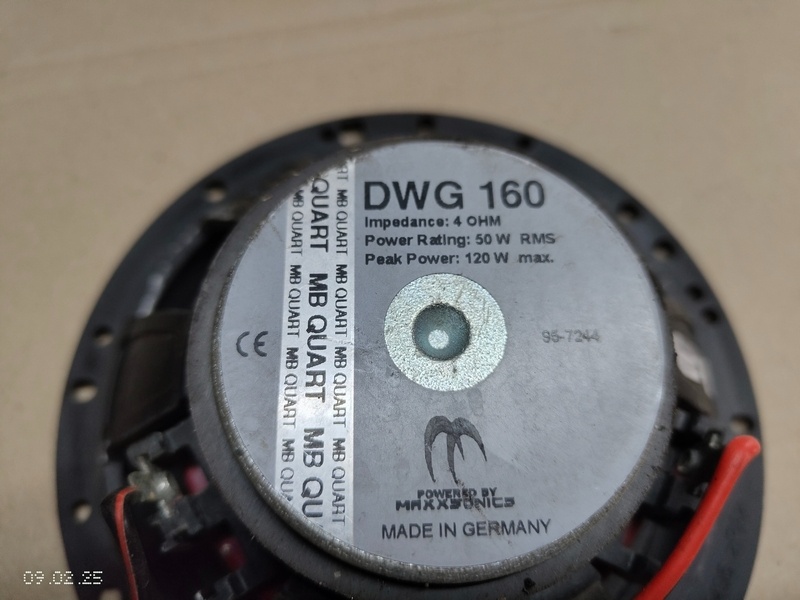 DWG 160
Impedance: 4 OHM
Power Rating: 50 W RMS
Peak Power: 120 W max.
95-7244
CE
QUART MB QUART MB QU
MB QUART MB QUART MB QUART MB QUA
MB QUART MB QUART MB QUART MB QUART
POWERED BY
MAXXSONICS
MADE IN GERMANY
09.02.25